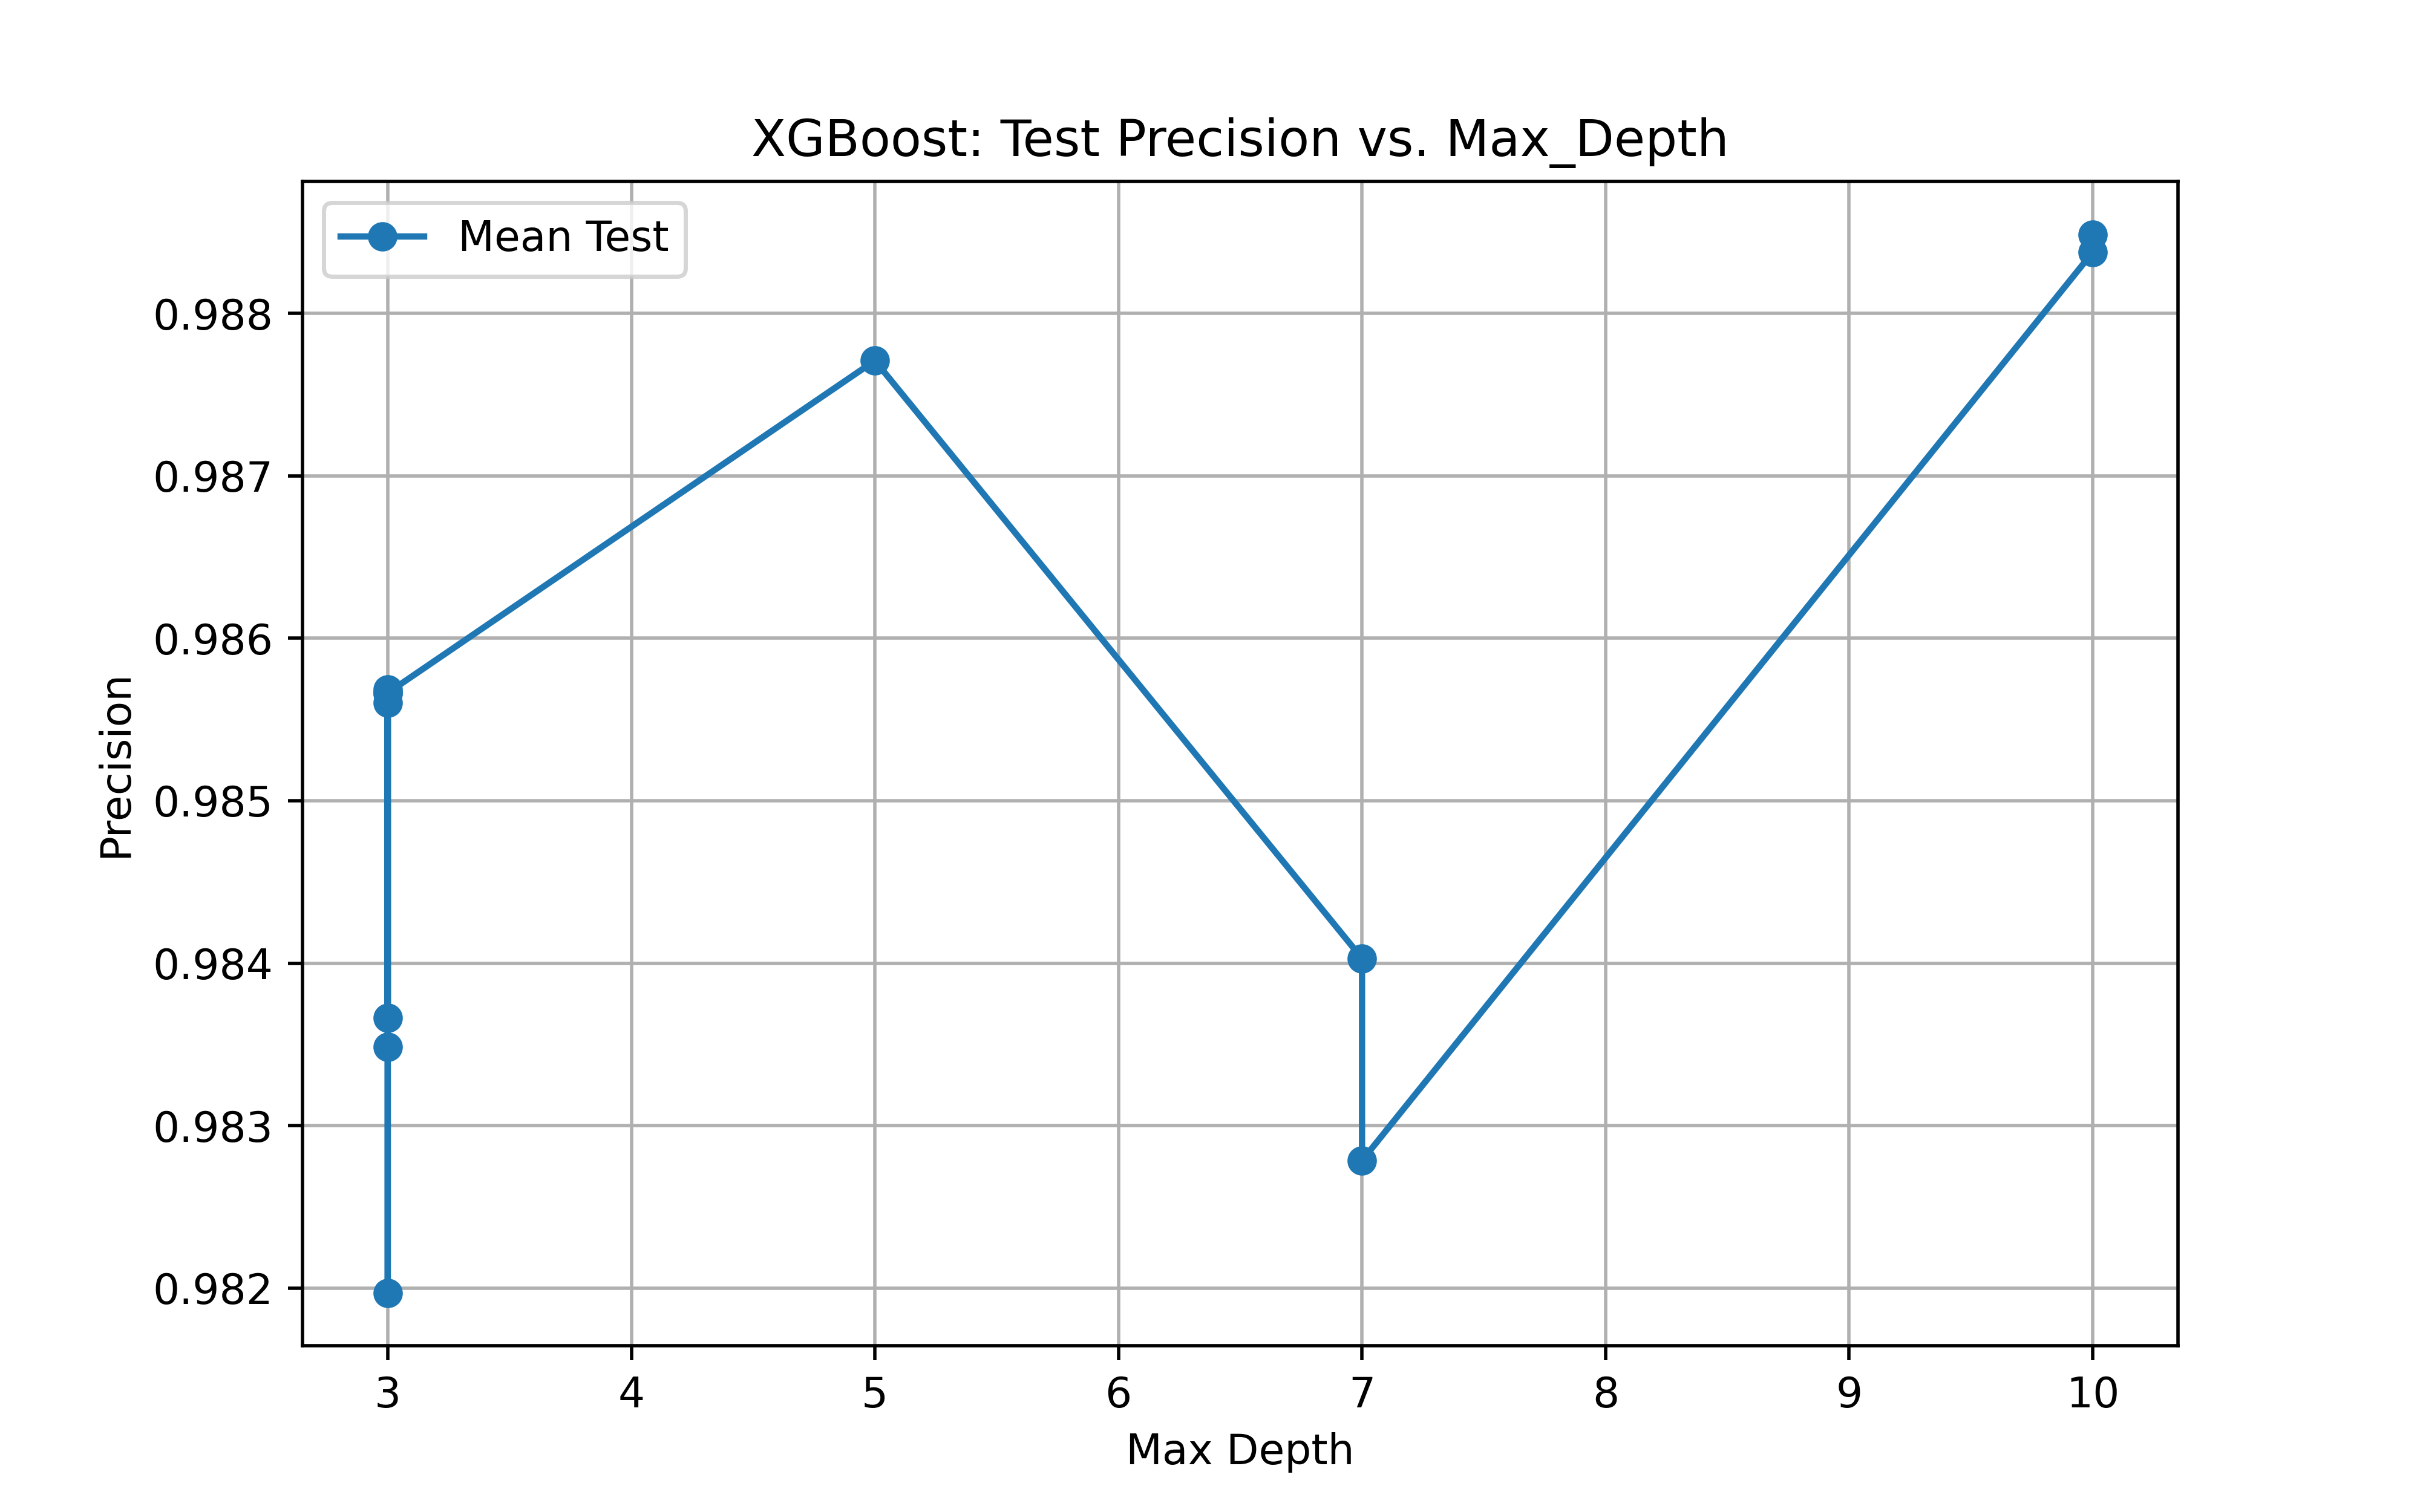 XGBoost: Test Precision vs. Max_Depth
Mean Test
Precision
0.988
0.987
0.986
0.985
0.984
0.983
0.982
3 4 5 6 7 8 9 10
Max Depth